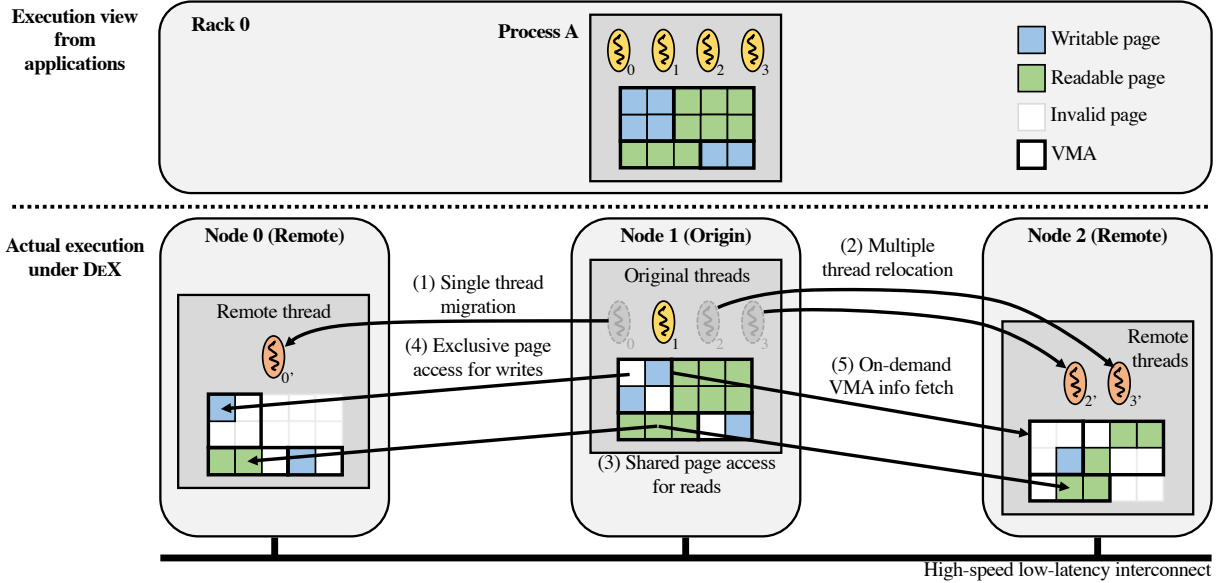 Execution view
from
applications
Rack 0
Process A
0
1
2
3
Writable page
Readable page
Invalid page
VMA
Actual execution
under DEX
Node 0 (Remote)
Node 1 (Origin)
Node 2 (Remote)
(1) Single thread
migration
(2) Multiple
thread relocation
Original threads
0
1
2
3
Remote thread
0'
Remote
threads
2'
3'
(4) Exclusive page
access for writes
(5) On-demand
VMA info fetch
(3) Shared page access
for reads
High-speed low-latency interconnect